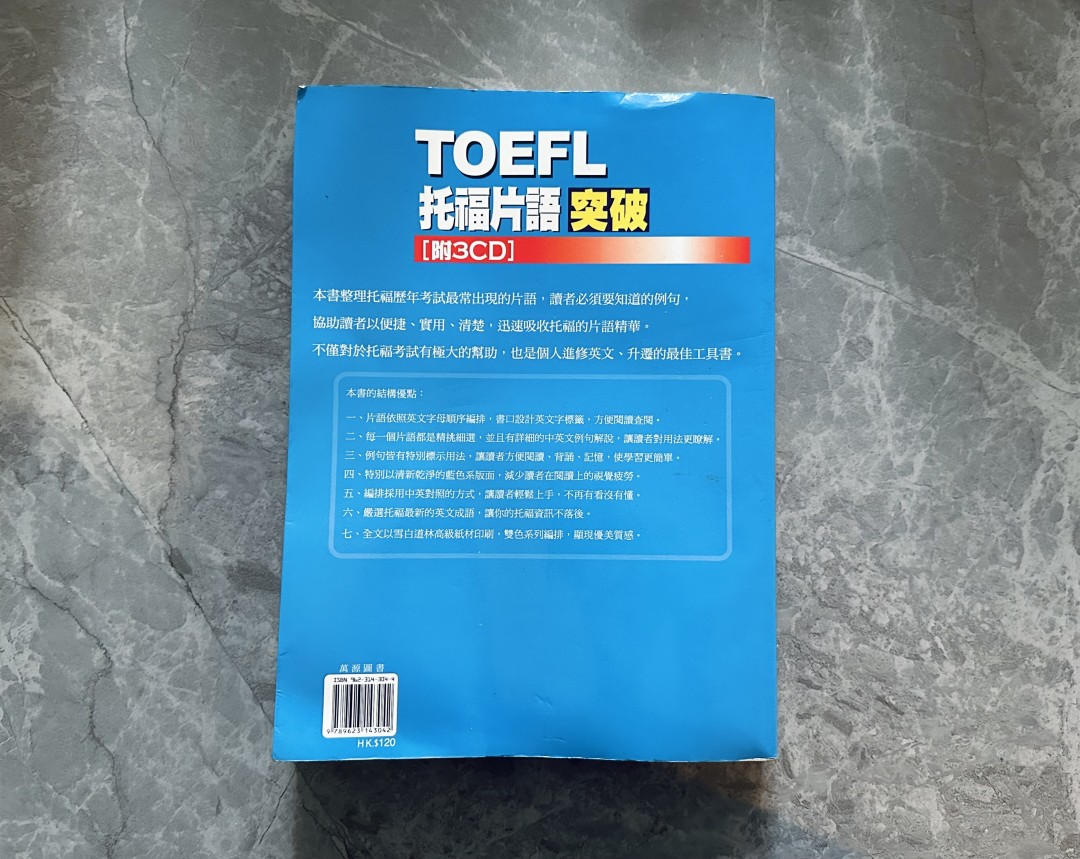 TOEFL
托福片語 突破
[附3CD]
本書整理托福歷年考試最常出現的片語，讀者必須要知道的例句，
協助讀者以便捷、實用、清楚，迅速吸收托福的片語精華。
不僅對於托福考試有極大的幫助，也是個人進修英文、升遷的最佳工具書。
本書的結構優點：
一、片語依照英文字母順序編排，書口設計英文字標籤，方便閱讀查閱。
二、每一個片語都是精挑細選，並且有詳細的中英文例句解說，讓讀者對用法更瞭解。
三、例句皆有特別標示用法，讓讀者方便閱讀、背誦、記憶，使學習更簡單。
四、特別以清新乾淨的藍色系版面，減少讀者在閱讀上的視覺疲勞。
五、編排採用中英對照的方式，讓讀者輕鬆上手，不再有看沒有懂。
六、嚴選托福最新的英文成語，讓你的托福資訊不落後。
七、全文以雪白道林高級紙材印刷，雙色系列編排，顯現優美質感。
萬源圖書
ISBN 962-314-304-4
9 789623 143042
HK$120